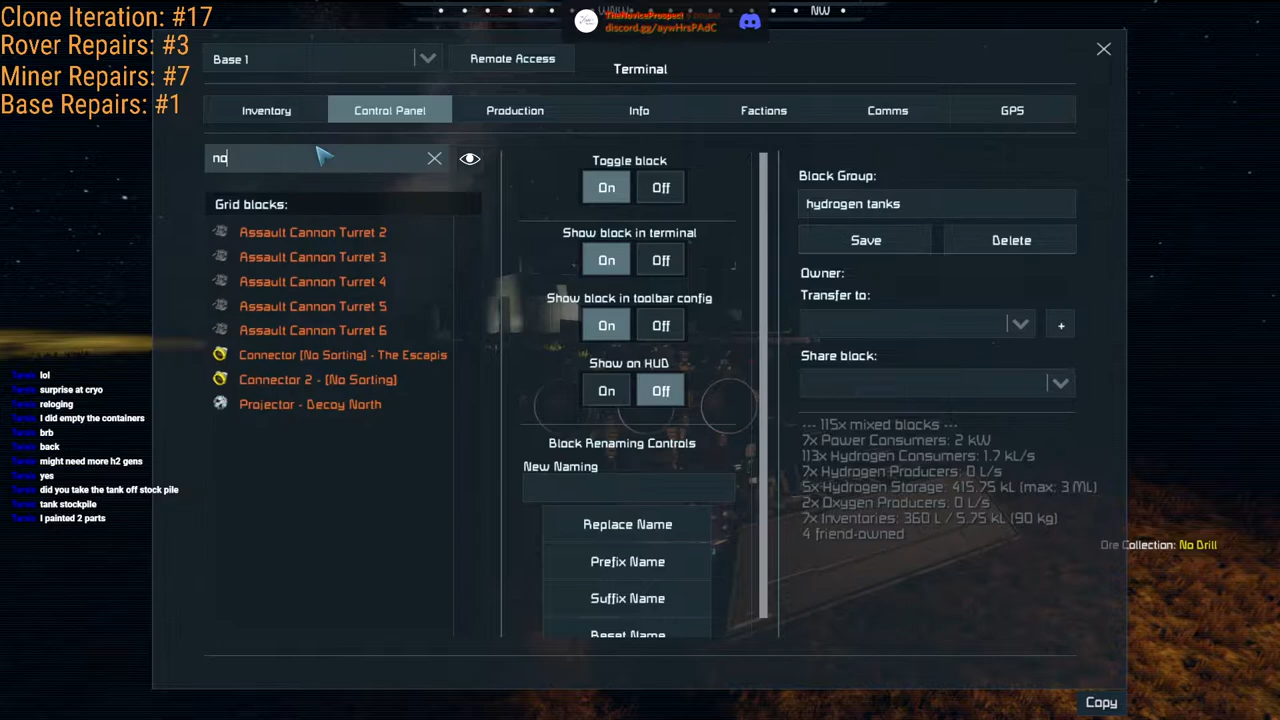 Clone Iteration: #17
Rover Repairs: #3
Miner Repairs: #7
Base Repairs: #1
NW
TheNoviceProspect
discord.gg/aywHrsPAdC
Base 1
Remote Access
Terminal
Inventory
Control Panel
Production
Info
Factions
Comms
GPS
no
Grid blocks:
Assault Cannon Turret 2
Assault Cannon Turret 3
Assault Cannon Turret 4
Assault Cannon Turret 5
Assault Cannon Turret 6
Connector [No Sorting] - The Escapis
Connector 2 - [No Sorting]
Projector - Decoy North
Toggle block
On Off
Show block in terminal
On Off
Show block in toolbar config
On Off
Show on HUD
On Off
Block Renaming Controls
New Naming
Replace Name
Prefix Name
Suffix Name
Reset Name
Block Group:
hydrogen tanks
Save
Delete
Owner:
Transfer to:
+
Share block:
--- 115x mixed blocks ---
7x Power Consumers: 2 kW
113x Hydrogen Consumers: 1.7 kL/s
7x Hydrogen Producers: 0 L/s
5x Hydrogen Storage: 415.75 kL (max: 3 ML)
2x Oxygen Producers: 0 L/s
7x Inventories: 360 L / 5.75 kL (90 kg)
4 friend-owned
Ore Collection: No Drill
lol
surprise at cryo
reloging
I did empty the containers
brb
back
might need more h2 gens
yes
did you take the tank off stock pile
tank stockpile
I painted 2 parts
Copy